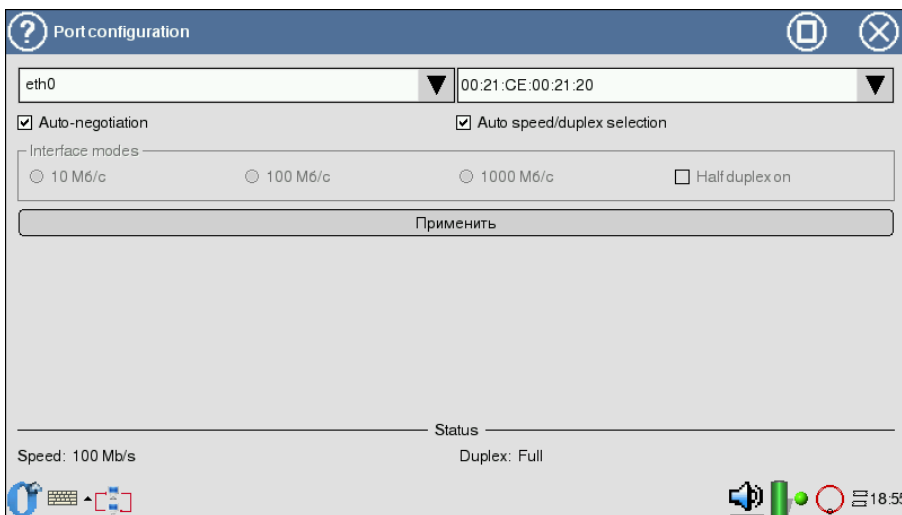 Port configuration
eth0
00:21:CE:00:21:20
Auto-negotiation
Auto speed/duplex selection
Interface modes
10 Мб/с
100 Мб/с
1000 Мб/с
Half duplex on
Применить
Status
Speed: 100 Mb/s
Duplex: Full
18:55